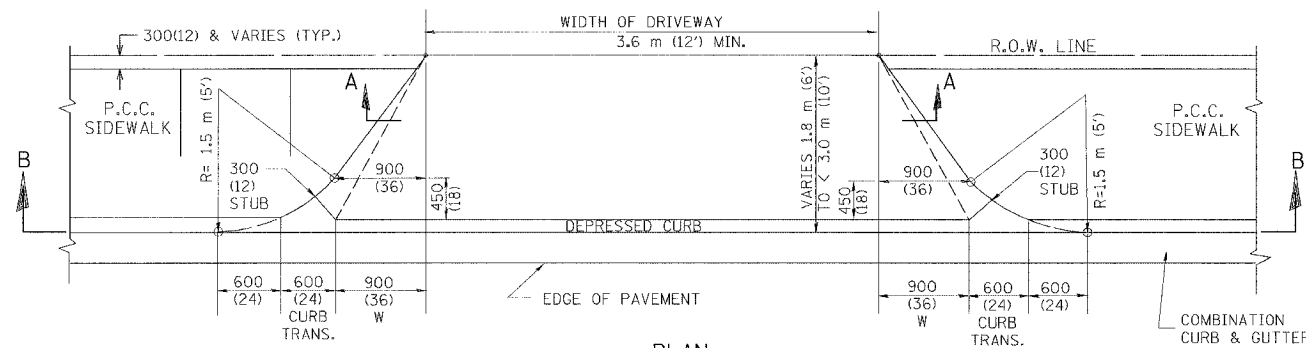 WIDTH OF DRIVEWAY
3.6 m (12') MIN.
300(12) & VARIES (TYP.)
R.O.W. LINE
A
A
P.C.C.
SIDEWALK
P.C.C.
SIDEWALK
R= 1.5 m (5')
VARIES 1.8 m (6')
TO < 3.0 m (10')
R=1.5 m (5')
B
B
300
(12)
STUB
900
(36)
450
(18)
900
(36)
450
(18)
300
(12)
STUB
DEPRESSED CURB
600
(24)
600
(24)
CURB
TRANS.
900
(36)
W
EDGE OF PAVEMENT
900
(36)
W
600
(24)
CURB
TRANS.
600
(24)
COMBINATION
CURB & GUTTER
PLAN